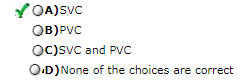 A) SVC
B) PVC
C) SVC and PVC
D) None of the choices are correct